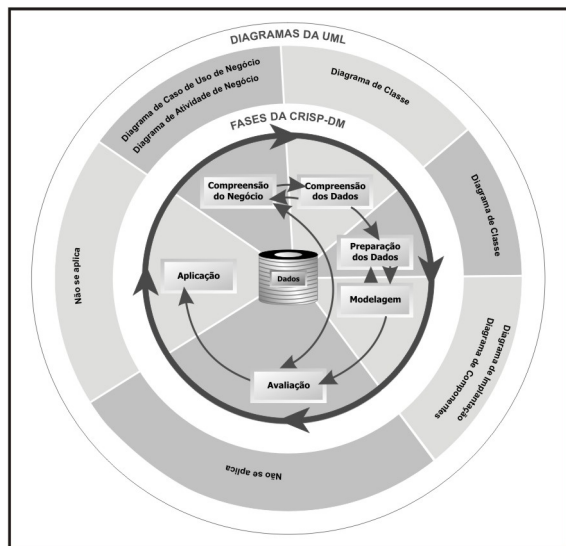 DIAGRAMAS DA UML
Diagrama de Caso de Uso de Negócio
Diagrama de Atividade de Negócio
Diagrama de Classe
FASES DA CRISP-DM
Compreensão
do Negócio
Compreensão
dos Dados
Diagrama de Classe
Preparação
dos Dados
Não se aplica
Aplicação
Dados
Modelagem
Diagrama de Implantação
Diagrama de Componentes
Avaliação
Não se aplica